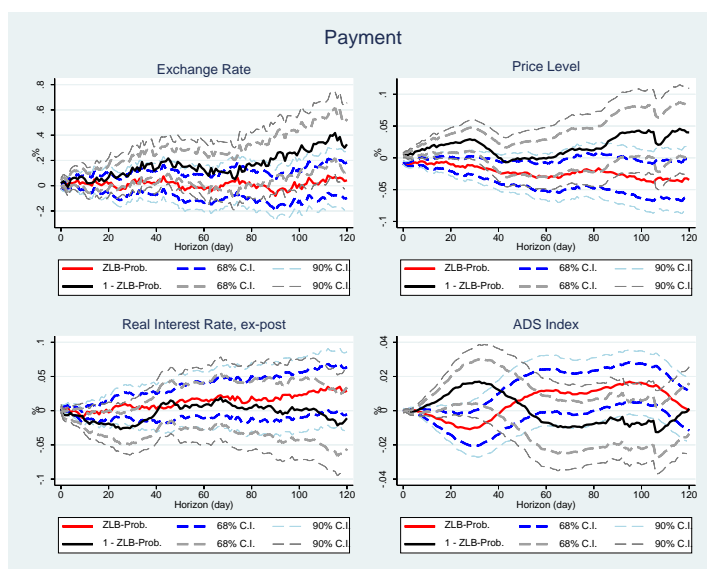 Payment
Exchange Rate
.8
.6
.4
.2
0
-.2
%
0 20 40 60 80 100 120
Horizon (day)
ZLB-Prob. 68% C.I. 90% C.I.
1 - ZLB-Prob. 68% C.I. 90% C.I.
Price Level
.1
.05
0
-.05
-.1
%
0 20 40 60 80 100 120
Horizon (day)
ZLB-Prob. 68% C.I. 90% C.I.
1 - ZLB-Prob. 68% C.I. 90% C.I.
Real Interest Rate, ex-post
.1
.05
0
-.05
-.1
%
0 20 40 60 80 100 120
Horizon (day)
ZLB-Prob. 68% C.I. 90% C.I.
1 - ZLB-Prob. 68% C.I. 90% C.I.
ADS Index
.04
.02
0
-.02
-.04
%
0 20 40 60 80 100 120
Horizon (day)
ZLB-Prob. 68% C.I. 90% C.I.
1 - ZLB-Prob. 68% C.I. 90% C.I.